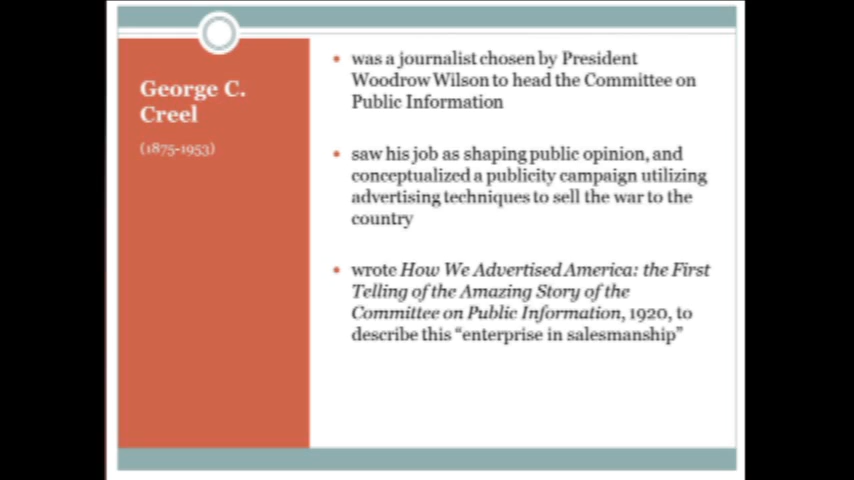 George C.
Creel
(1875-1953)
• was a journalist chosen by President
Woodrow Wilson to head the Committee on
Public Information
• saw his job as shaping public opinion, and
conceptualized a publicity campaign utilizing
advertising techniques to sell the war to the
country
• wrote How We Advertised America: the First
Telling of the Amazing Story of the
Committee on Public Information, 1920, to
describe this “enterprise in salesmanship”